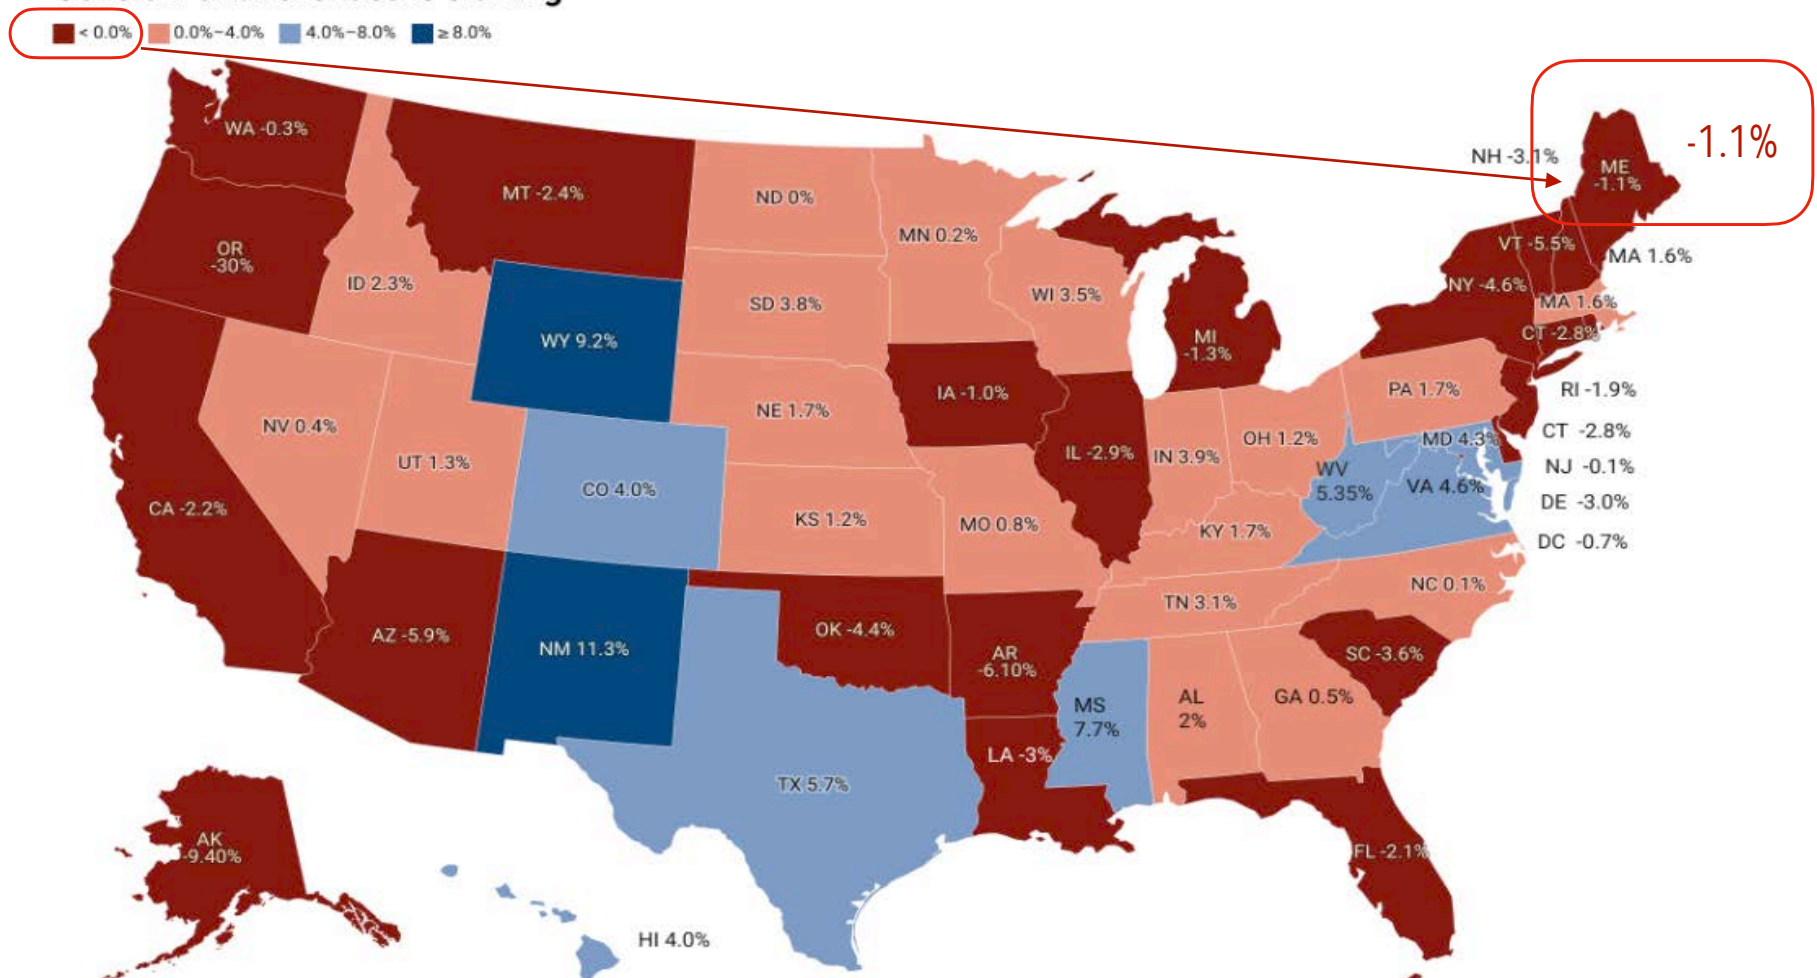 < 0.0% 0.0%–4.0% 4.0%–8.0% ≥ 8.0%
WA -0.3%
MT -2.4%
ND 0%
MN 0.2%
NH -3.1%
ME
-1.1%
-1.1%
OR
-30%
ID 2.3%
SD 3.8%
WI 3.5%
VT -5.5%
MA 1.6%
NY -4.6%
MA 1.6%
WY 9.2%
MI
-1.3%
CT -2.8%
IA -1.0%
PA 1.7%
RI -1.9%
NE 1.7%
NV 0.4%
UT 1.3%
IL -2.9%
IN 3.9%
OH 1.2%
MD 4.3%
CT -2.8%
NJ -0.1%
CO 4.0%
WV
5.35%
VA 4.6%
DE -3.0%
CA -2.2%
KS 1.2%
MO 0.8%
KY 1.7%
DC -0.7%
NC 0.1%
TN 3.1%
AZ -5.9%
NM 11.3%
OK -4.4%
AR
-6.10%
SC -3.6%
MS
7.7%
AL
2%
GA 0.5%
LA -3%
TX 5.7%
AK
-9.40%
FL -2.1%
HI 4.0%